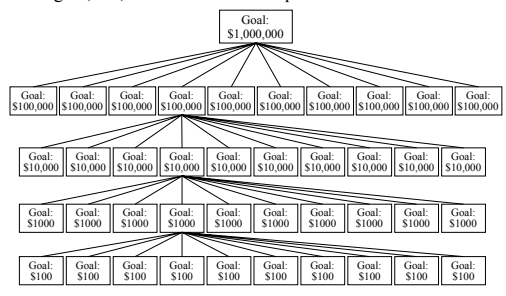 Goal:
$1,000,000
Goal: Goal: Goal: Goal: Goal: Goal: Goal: Goal: Goal: Goal:
$100,000 $100,000 $100,000 $100,000 $100,000 $100,000 $100,000 $100,000 $100,000 $100,000
Goal: Goal: Goal: Goal: Goal: Goal: Goal: Goal: Goal: Goal:
$10,000 $10,000 $10,000 $10,000 $10,000 $10,000 $10,000 $10,000 $10,000 $10,000
Goal: Goal: Goal: Goal: Goal: Goal: Goal: Goal: Goal: Goal:
$1000 $1000 $1000 $1000 $1000 $1000 $1000 $1000 $1000 $1000
Goal: Goal: Goal: Goal: Goal: Goal: Goal: Goal: Goal: Goal:
$100 $100 $100 $100 $100 $100 $100 $100 $100 $100